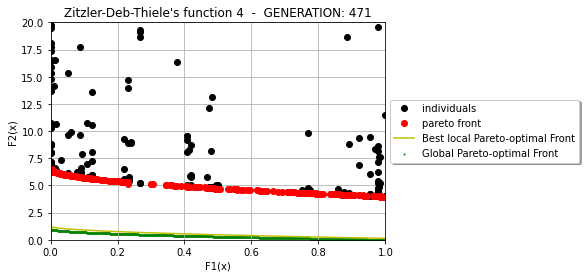 Zitzler-Deb-Thiele's function 4 - GENERATION: 471
20.0
17.5
15.0
12.5
10.0
7.5
5.0
2.5
0.0
F2(x)
0.0 0.2 0.4 0.6 0.8 1.0
F1(x)
individuals
pareto front
Best local Pareto-optimal Front
Global Pareto-optimal Front